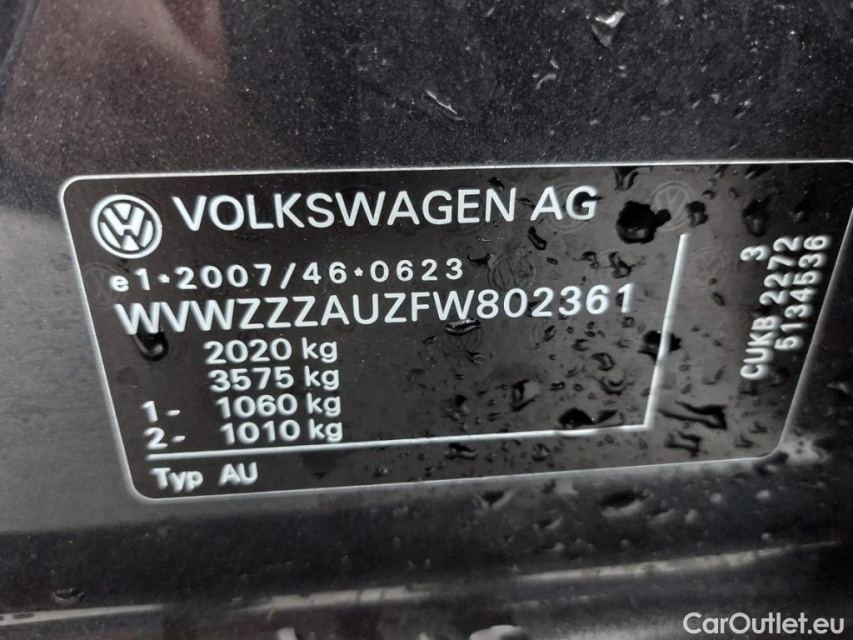 VOLKSWAGEN AG
e1*2007/46*0623
WVWZZZAUZFW802361
2020 kg
3575 kg
1- 1060 kg
2- 1010 kg
Typ AU
3
CUKB 2272
5134536
CarOutlet.eu